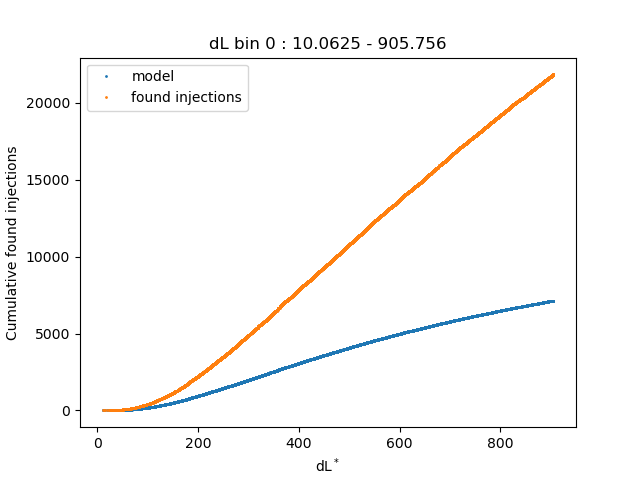 dL bin 0 : 10.0625 - 905.756
model
found injections
Cumulative found injections
20000
15000
10000
5000
0
0 200 400 600 800
dL*